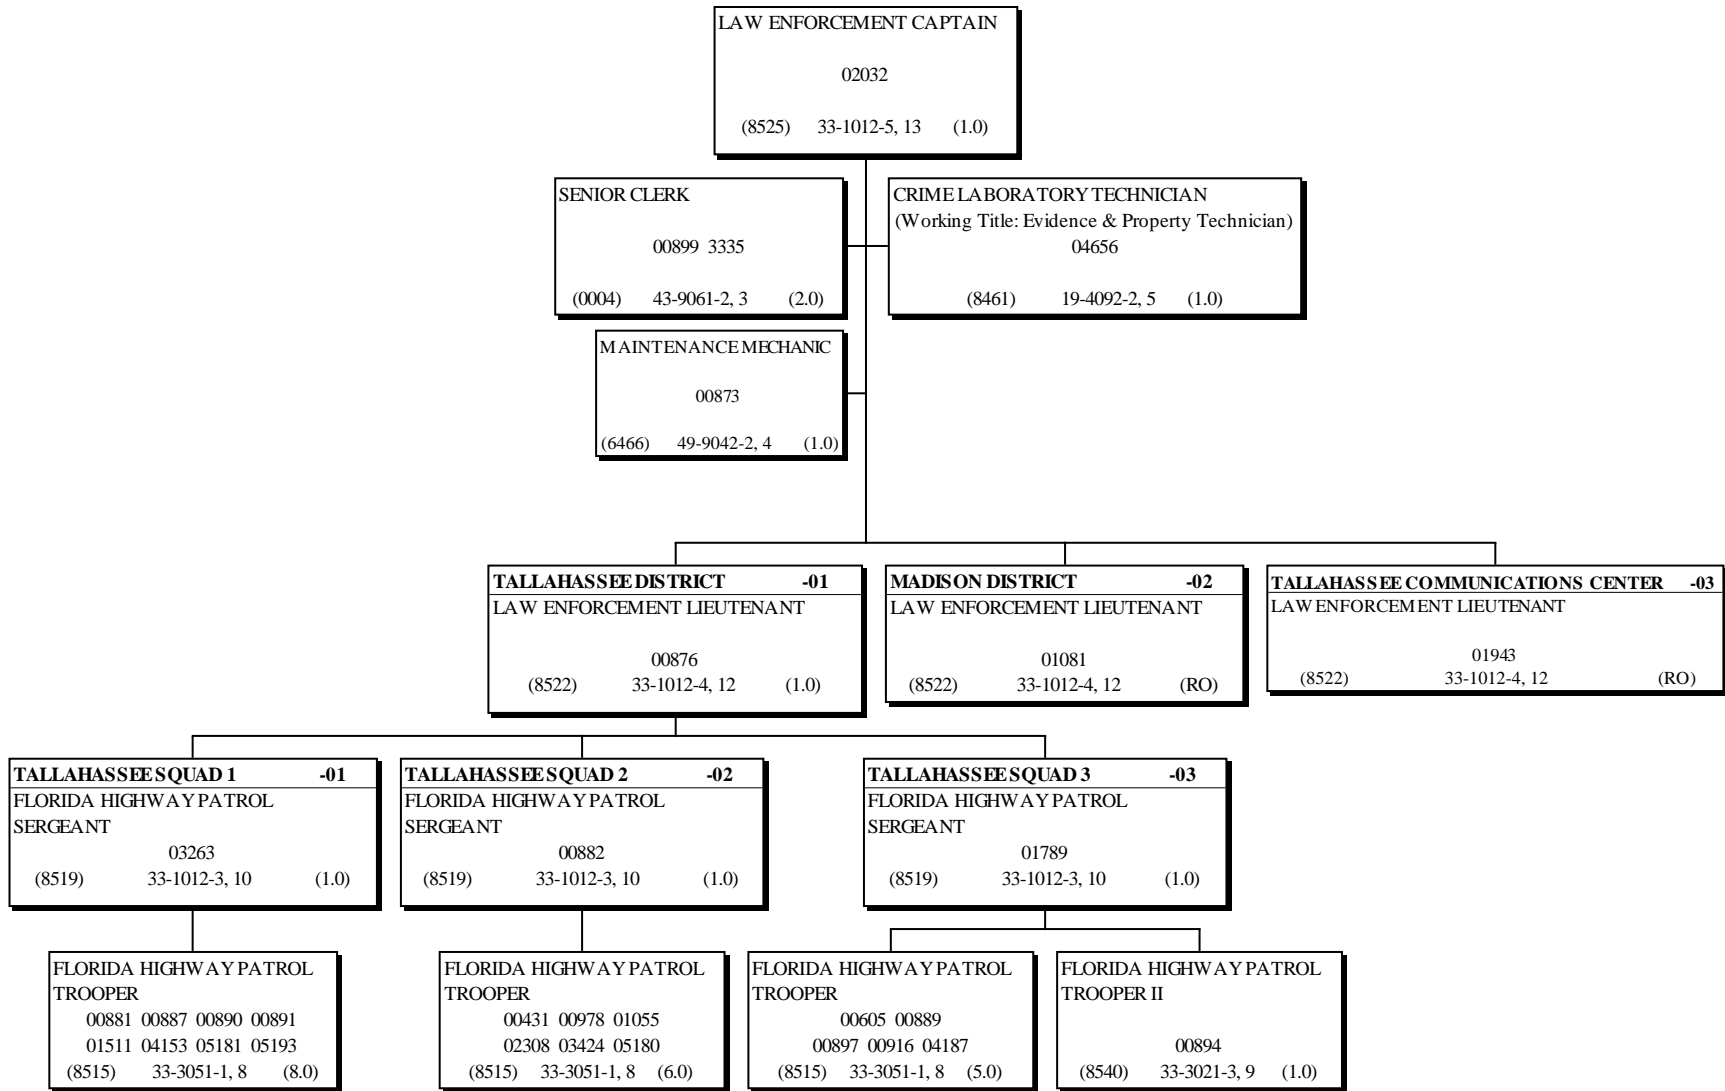 LAW ENFORCEMENT CAPTAIN
02032
(8525) 33-1012-5, 13 (1.0)
SENIOR CLERK
00899 3335
(0004) 43-9061-2, 3 (2.0)
CRIME LABORATORY TECHNICIAN
(Working Title: Evidence & Property Technician)
04656
(8461) 19-4092-2, 5 (1.0)
MAINTENANCE MECHANIC
00873
(6466) 49-9042-2, 4 (1.0)
TALLAHASSEE DISTRICT -01
LAW ENFORCEMENT LIEUTENANT
00876
(8522) 33-1012-4, 12 (1.0)
MADISON DISTRICT -02
LAW ENFORCEMENT LIEUTENANT
01081
(8522) 33-1012-4, 12 (RO)
TALLAHASSEE COMMUNICATIONS CENTER -03
LAW ENFORCEMENT LIEUTENANT
01943
(8522) 33-1012-4, 12 (RO)
TALLAHASSEE SQUAD 1 -01
FLORIDA HIGHWAY PATROL
SERGEANT
03263
(8519) 33-1012-3, 10 (1.0)
TALLAHASSEE SQUAD 2 -02
FLORIDA HIGHWAY PATROL
SERGEANT
00882
(8519) 33-1012-3, 10 (1.0)
TALLAHASSEE SQUAD 3 -03
FLORIDA HIGHWAY PATROL
SERGEANT
01789
(8519) 33-1012-3, 10 (1.0)
FLORIDA HIGHWAY PATROL
TROOPER
00881 00887 00890 00891
01511 04153 05181 05193
(8515) 33-3051-1, 8 (8.0)
FLORIDA HIGHWAY PATROL
TROOPER
00431 00978 01055
02308 03424 05180
(8515) 33-3051-1, 8 (6.0)
FLORIDA HIGHWAY PATROL
TROOPER
00605 00889
00897 00916 04187
(8515) 33-3051-1, 8 (5.0)
FLORIDA HIGHWAY PATROL
TROOPER II
00894
(8540) 33-3021-3, 9 (1.0)